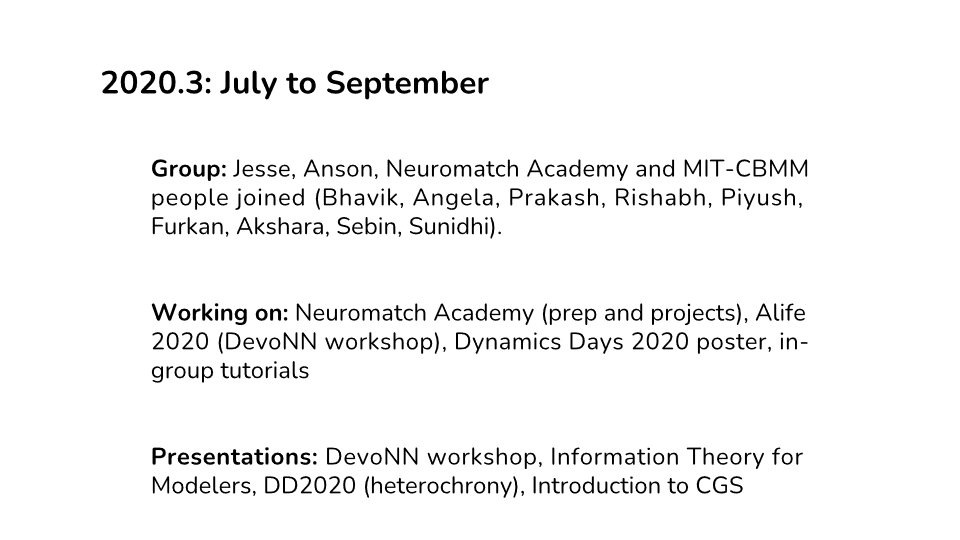 2020.3: July to September
Group: Jesse, Anson, Neuromatch Academy and MIT-CBMM
people joined (Bhavik, Angela, Prakash, Rishabh, Piyush,
Furkan, Akshara, Sebin, Sunidhi).
Working on: Neuromatch Academy (prep and projects), Alife
2020 (DevoNN workshop), Dynamics Days 2020 poster, in-
group tutorials
Presentations: DevoNN workshop, Information Theory for
Modelers, DD2020 (heterochrony), Introduction to CGS